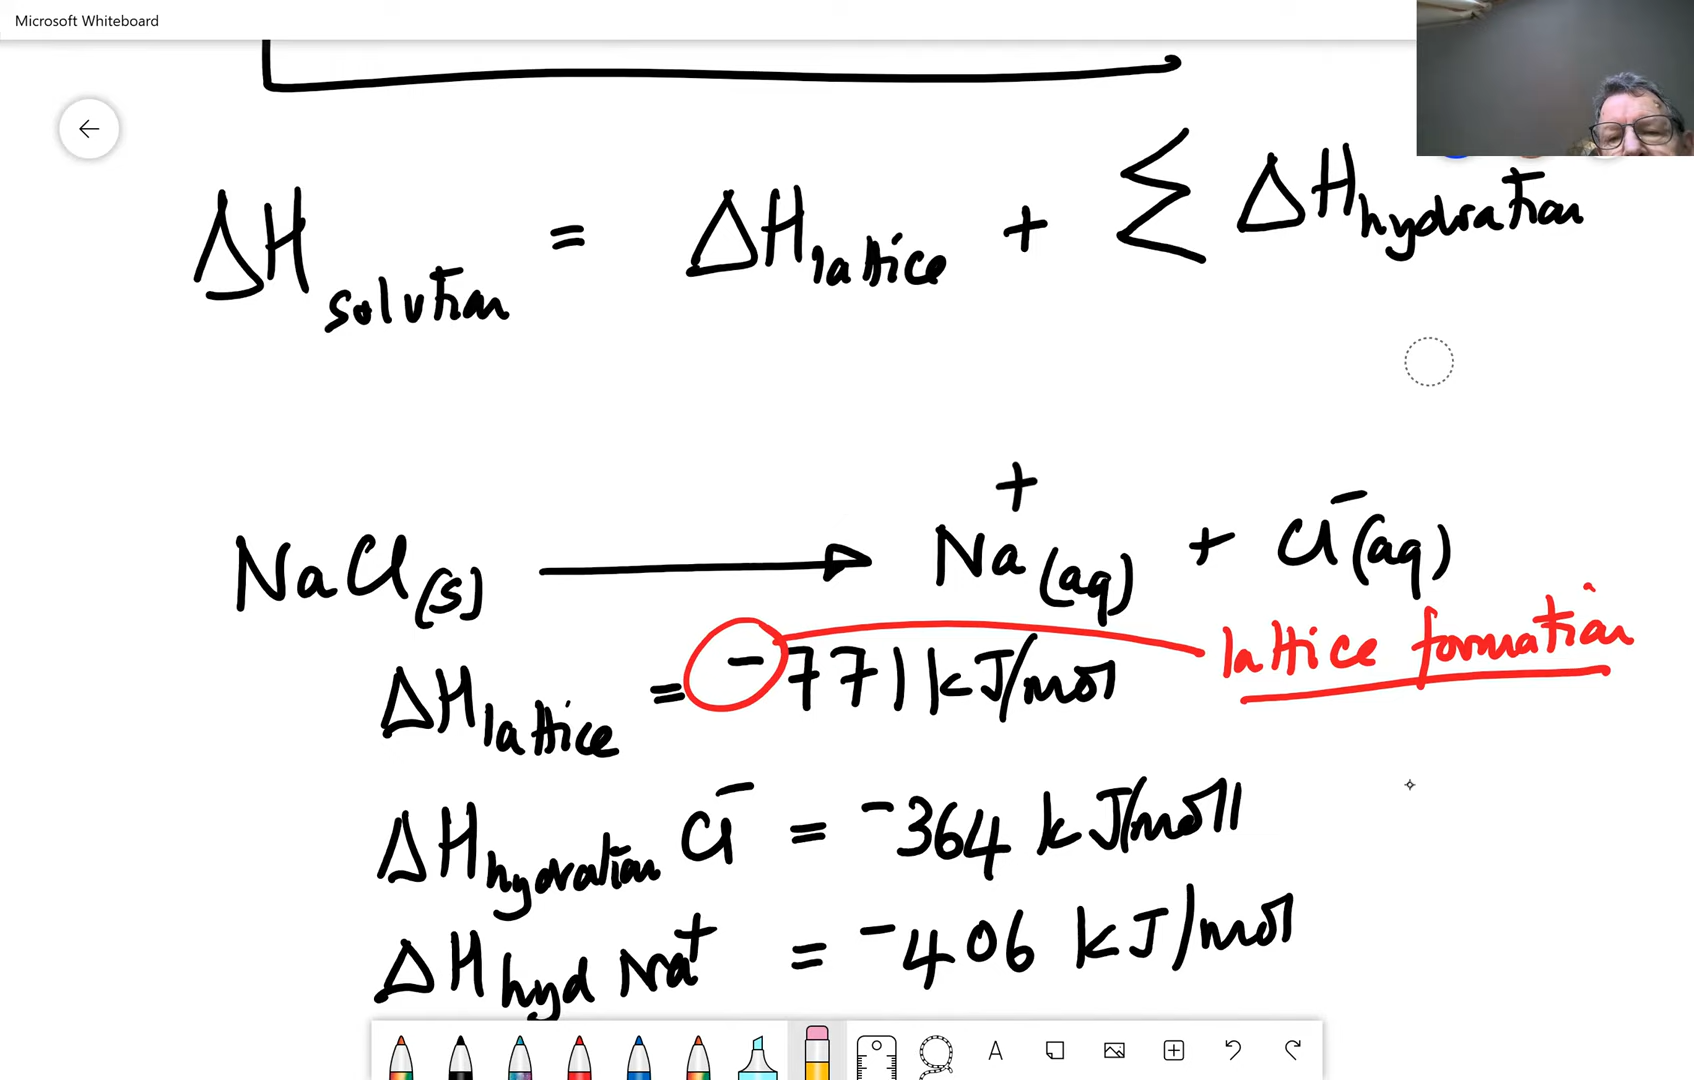 Microsoft Whiteboard
ΔH solution = ΔH lattice + Σ ΔH hydration
NaCl (s) → Na+ (aq) + Cl- (aq)
lattice formation
ΔH lattice = -771 kJ/mol
ΔH hydration Cl- = -364 kJ/moll
ΔH hyd Na+ = -406 kJ/mol
A